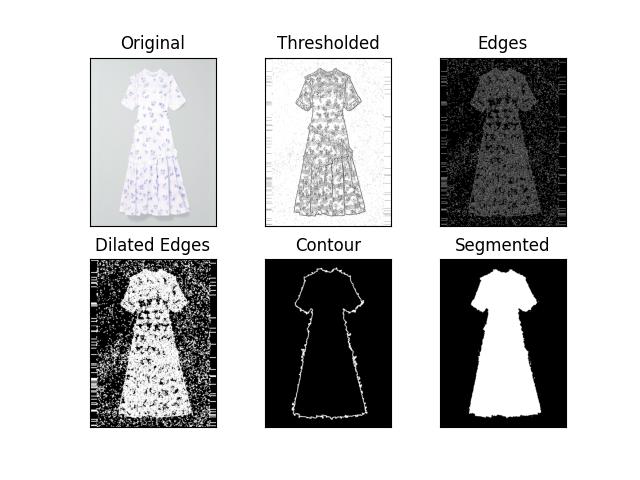 Original
Thresholded
Edges
Dilated Edges
Contour
Segmented